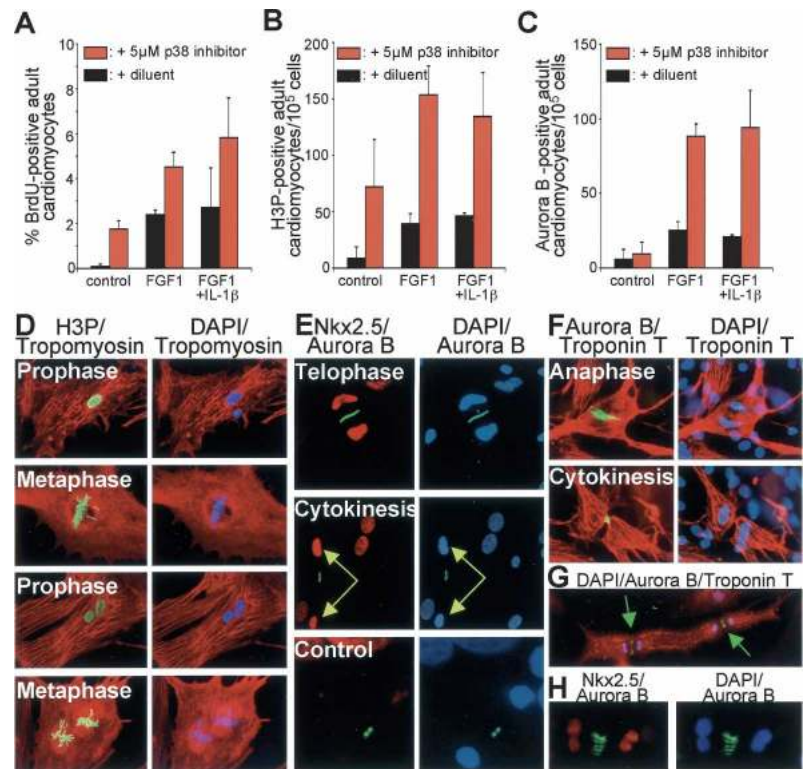 A
% BrdU-positive adult
cardiomyocytes
10
8
6
4
2
0
: + 5µM p38 inhibitor
: + diluent
control
FGF1
FGF1
+IL-1β
B
H3P-positive adult
cardiomyocytes/10⁵ cells
200
150
100
50
0
: + 5µM p38 inhibitor
: + diluent
control
FGF1
FGF1
+IL-1β
C
Aurora B -positive adult
cardiomyocytes/10⁵ cells
150
100
50
0
: + 5µM p38 inhibitor
: + diluent
control
FGF1
FGF1
+IL-1β
D
H3P/
Tropomyosin
DAPI/
Tropomyosin
Prophase
Metaphase
Prophase
Metaphase
E
Nkx2.5/
Aurora B
DAPI/
Aurora B
Telophase
Cytokinesis
Control
F
Aurora B/
Troponin T
DAPI/
Troponin T
Anaphase
Cytokinesis
G
DAPI/Aurora B/Troponin T
H
Nkx2.5/
Aurora B
DAPI/
Aurora B